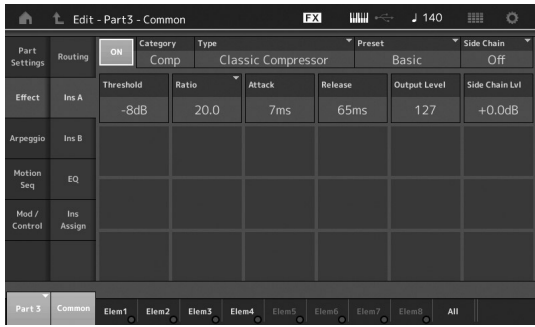 Edit - Part3 - Common
FX
♩ 140
Part Settings
Routing
ON
Category
Comp
Type
Classic Compressor
Preset
Basic
Side Chain
Off
Effect
Ins A
Threshold
-8dB
Ratio
20.0
Attack
7ms
Release
65ms
Output Level
127
Side Chain Lvl
+0.0dB
Arpeggio
Ins B
Motion Seq
EQ
Mod / Control
Ins Assign
Part 3
Common
Elem1
Elem2
Elem3
Elem4
Elem5
Elem6
Elem7
Elem8
All